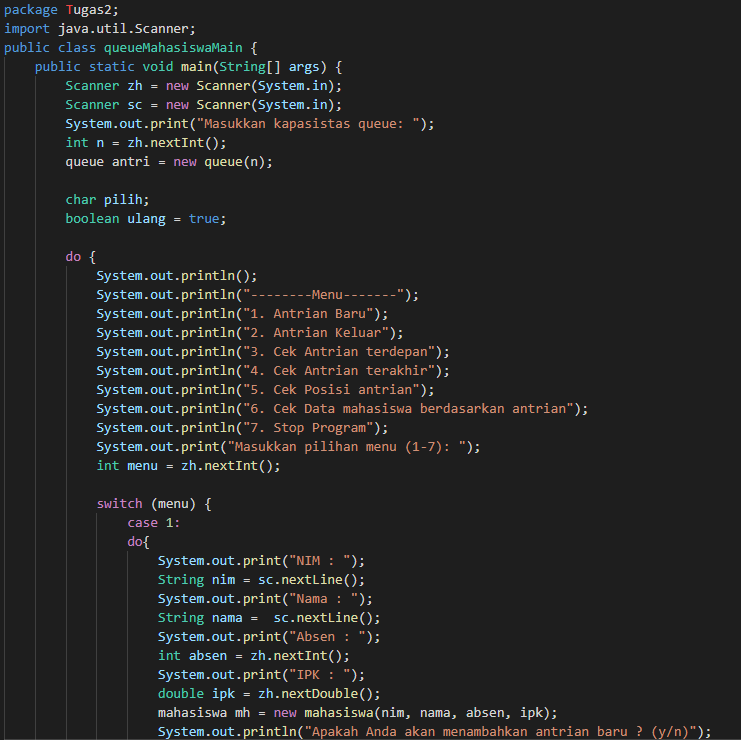 package Tugas2;
import java.util.Scanner;
public class queueMahasiswaMain {
    public static void main(String[] args) {
        Scanner zh = new Scanner(System.in);
        Scanner sc = new Scanner(System.in);
        System.out.print("Masukkan kapasistas queue: ");
        int n = zh.nextInt();
        queue antri = new queue(n);

        char pilih;
        boolean ulang = true;

        do {
            System.out.println();
            System.out.println("--------Menu-------");
            System.out.println("1. Antrian Baru");
            System.out.println("2. Antrian Keluar");
            System.out.println("3. Cek Antrian terdepan");
            System.out.println("4. Cek Antrian terakhir");
            System.out.println("5. Cek Posisi antrian");
            System.out.println("6. Cek Data mahasiswa berdasarkan antrian");
            System.out.println("7. Stop Program");
            System.out.print("Masukkan pilihan menu (1-7): ");
            int menu = zh.nextInt();

            switch (menu) {
                case 1:
                do{
                    System.out.print("NIM : ");
                    String nim = sc.nextLine();
                    System.out.print("Nama : ");
                    String nama =  sc.nextLine();
                    System.out.print("Absen : ");
                    int absen = zh.nextInt();
                    System.out.print("IPK : ");
                    double ipk = zh.nextDouble();
                    mahasiswa mh = new mahasiswa(nim, nama, absen, ipk);
                    System.out.println("Apakah Anda akan menambahkan antrian baru ? (y/n)");